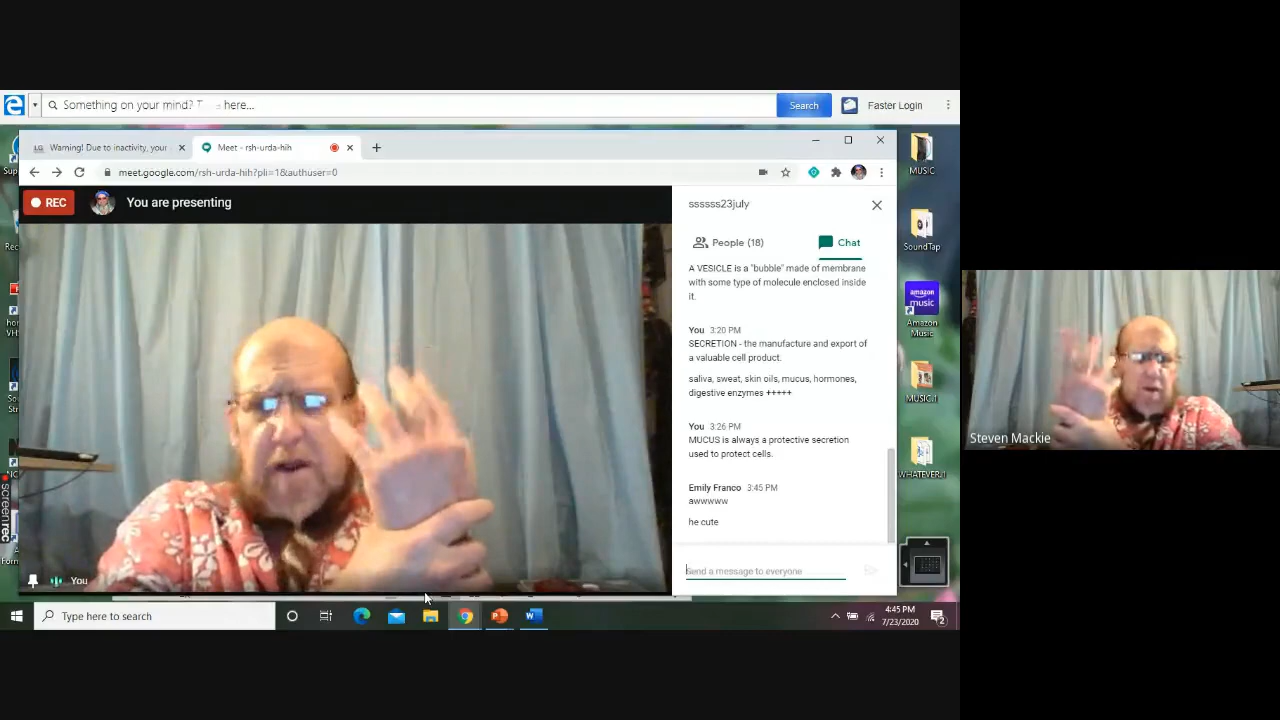 Something on your mind?
here...
Search
Faster Login
Warning! Due to inactivity, your
Meet - rsh-urda-hih
meet.google.com/rsh-urda-hih?pli=1&authuser=0
REC
You are presenting
ssssss23july
People (18)
Chat
A VESICLE is a "bubble" made of membrane
with some type of molecule enclosed inside
it.
You 3:20 PM
SECRETION - the manufacture and export of
a valuable cell product.
saliva, sweat, skin oils, mucus, hormones,
digestive enzymes +++++
You 3:26 PM
MUCUS is always a protective secretion
used to protect cells.
Emily Franco 3:45 PM
awwwww
he cute
Send a message to everyone
You
MUSIC
SoundTap
amazon
music
Amazon
Music
MUSIC.1
WHATEVER.1
screenrec
Type here to search
4:45 PM
7/23/2020
2
Steven Mackie